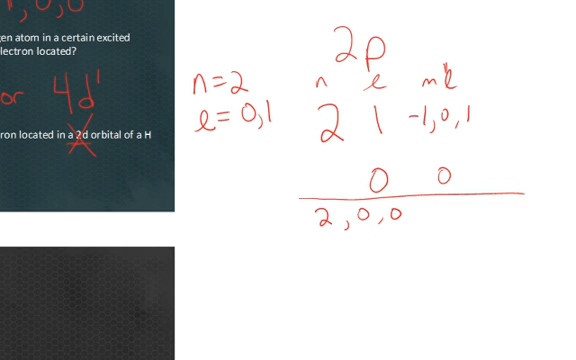 1,0,0
gen atom in a certain excited
electron located?
or 4d¹
ron located in a 2d orbital of a H
2p
n=2 n l ml
l=0,1 2 1 -1,0,1
0 0
2,0,0